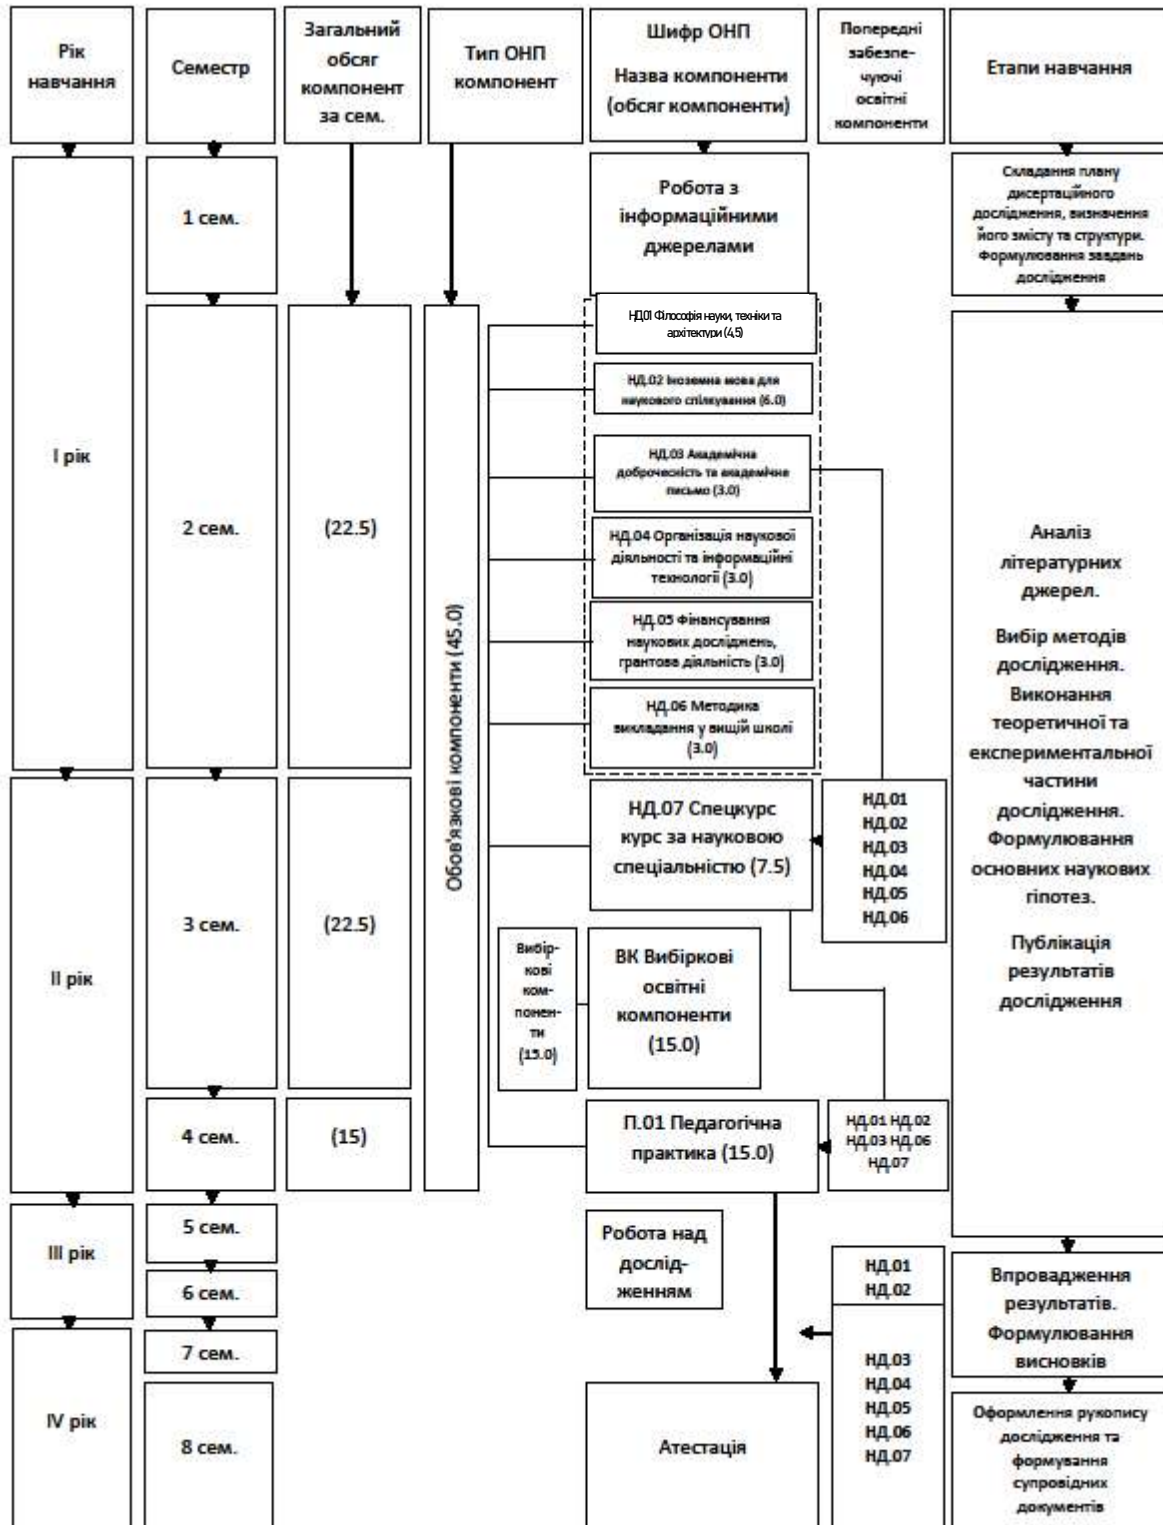 Рік
навчання
Семестр
Загальний
обсяг
компонент
за сем.
Тип ОНП
компонент
Шифр ОНП
Назва компоненти
(обсяг компоненти)
Попередні
забезпе-
чуючі
освітні
компоненти
Етапи навчання
І рік
1 сем.
Робота з
інформаційними
джерелами
Складання плану
дисертаційного
дослідження, визначення
його змісту та структури.
Формулювання завдань
дослідження
2 сем.
(22.5)
Обов'язкові компоненти (45.0)
НД01 Філософія науки, техніки та
архітектури (4,5)
НД.02 Іноземна мова для
наукового спілкування (6.0)
НД.03 Академічна
доброчесність та академічне
письмо (3.0)
НД.04 Організація наукової
діяльності та інформаційні
технології (3.0)
НД.05 Фінансування
наукових досліджень,
грантова діяльність (3.0)
НД.06 Методика
викладання у вищій школі
(3.0)
Аналіз
літературних
джерел.
Вибір методів
дослідження.
Виконання
теоретичної та
експериментальної
частини
дослідження.
Формулювання
основних наукових
гіпотез.
Публікація
результатів
дослідження
ІІ рік
3 сем.
(22.5)
НД.07 Спецкурс
курс за науковою
спеціальністю (7.5)
НД.01
НД.02
НД.03
НД.04
НД.05
НД.06
Вибір-
кові
ком-
понен-
ти
(15.0)
ВК Вибіркові
освітні
компоненти
(15.0)
4 сем.
(15)
П.01 Педагогічна
практика (15.0)
НД.01 НД.02
НД.03 НД.06
НД.07
ІІІ рік
5 сем.
6 сем.
Робота над
дослід-
женням
НД.01
НД.02
Впровадження
результатів.
Формулювання
висновків
IV рік
7 сем.
8 сем.
Атестація
НД.03
НД.04
НД.05
НД.06
НД.07
Оформлення рукопису
дослідження та
формування
супровідних
документів